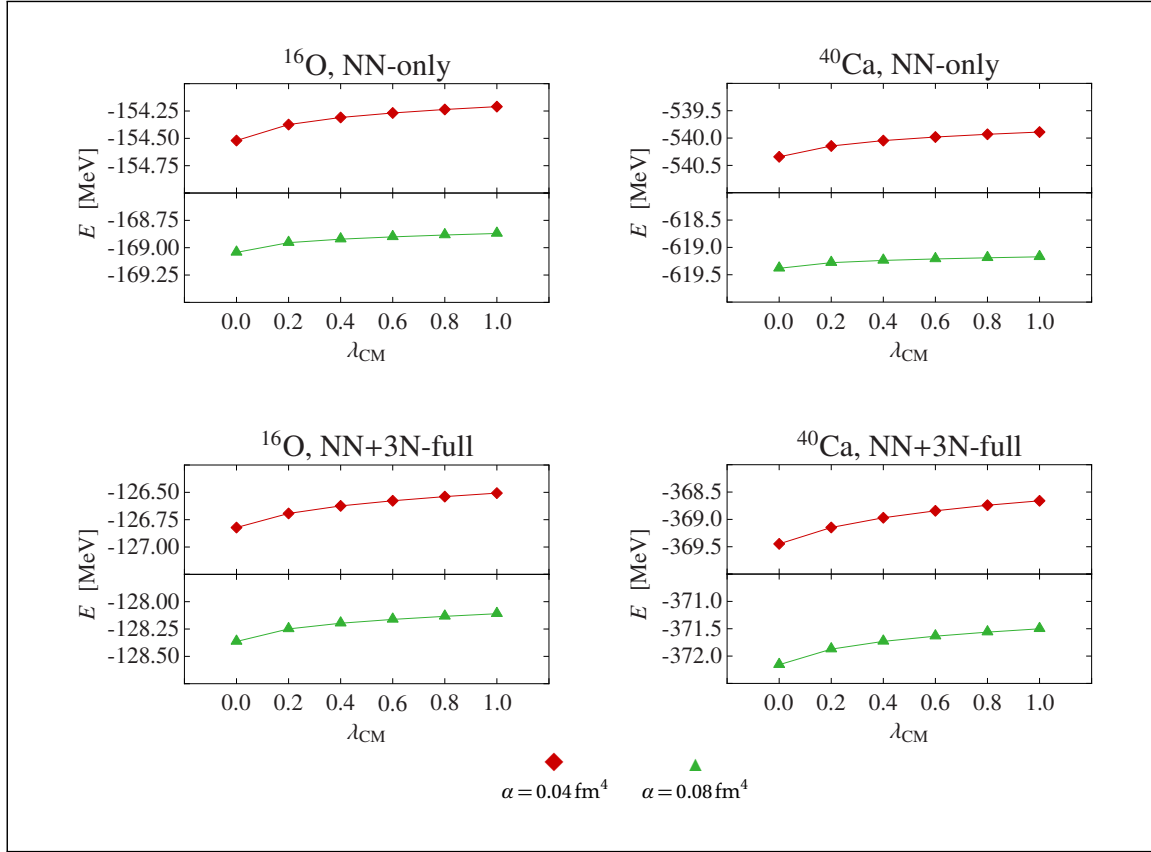 ¹⁶O, NN-only
E [MeV]
-154.25
-154.50
-154.75
-168.75
-169.00
-169.25
0.0 0.2 0.4 0.6 0.8 1.0
λ_CM
⁴⁰Ca, NN-only
E [MeV]
-539.5
-540.0
-540.5
-618.5
-619.0
-619.5
0.0 0.2 0.4 0.6 0.8 1.0
λ_CM
¹⁶O, NN+3N-full
E [MeV]
-126.50
-126.75
-127.00
-128.00
-128.25
-128.50
0.0 0.2 0.4 0.6 0.8 1.0
λ_CM
⁴⁰Ca, NN+3N-full
E [MeV]
-368.5
-369.0
-369.5
-371.0
-371.5
-372.0
0.0 0.2 0.4 0.6 0.8 1.0
λ_CM
α = 0.04 fm⁴ α = 0.08 fm⁴